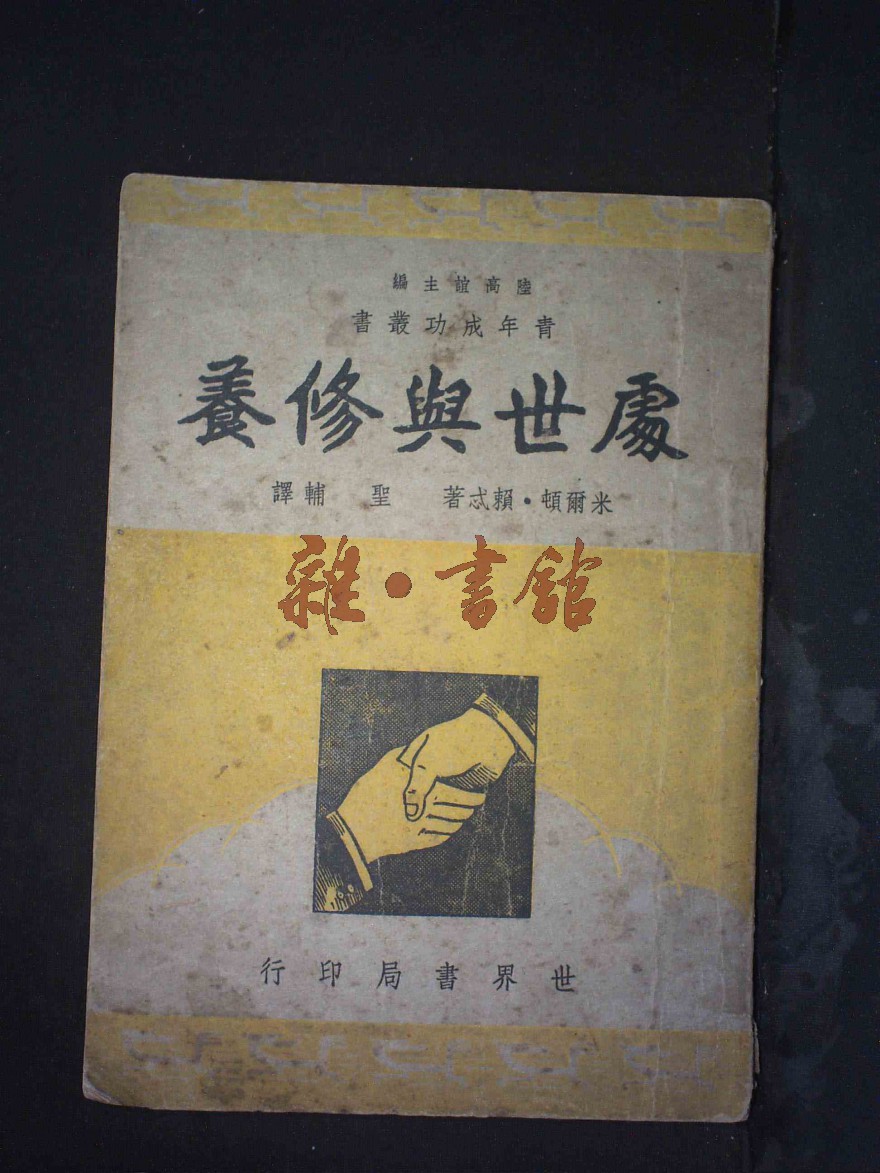 陸高誼主編
青年成功叢書
處世與修養
米爾頓·賴忒著 聖輔譯
雜·書館
世界書局印行